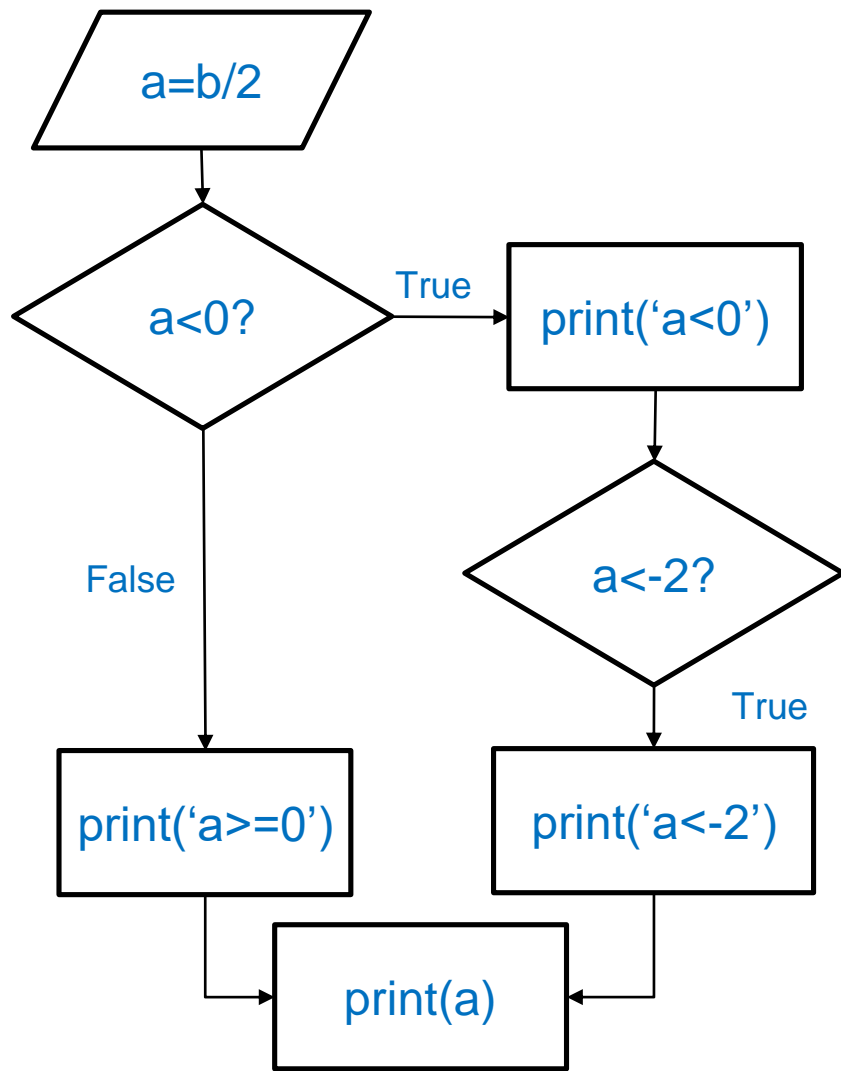 a=b/2
a<0?
True
print(‘a<0’)
a<-2?
False
True
print(‘a>=0’)
print(‘a<-2’)
print(a)